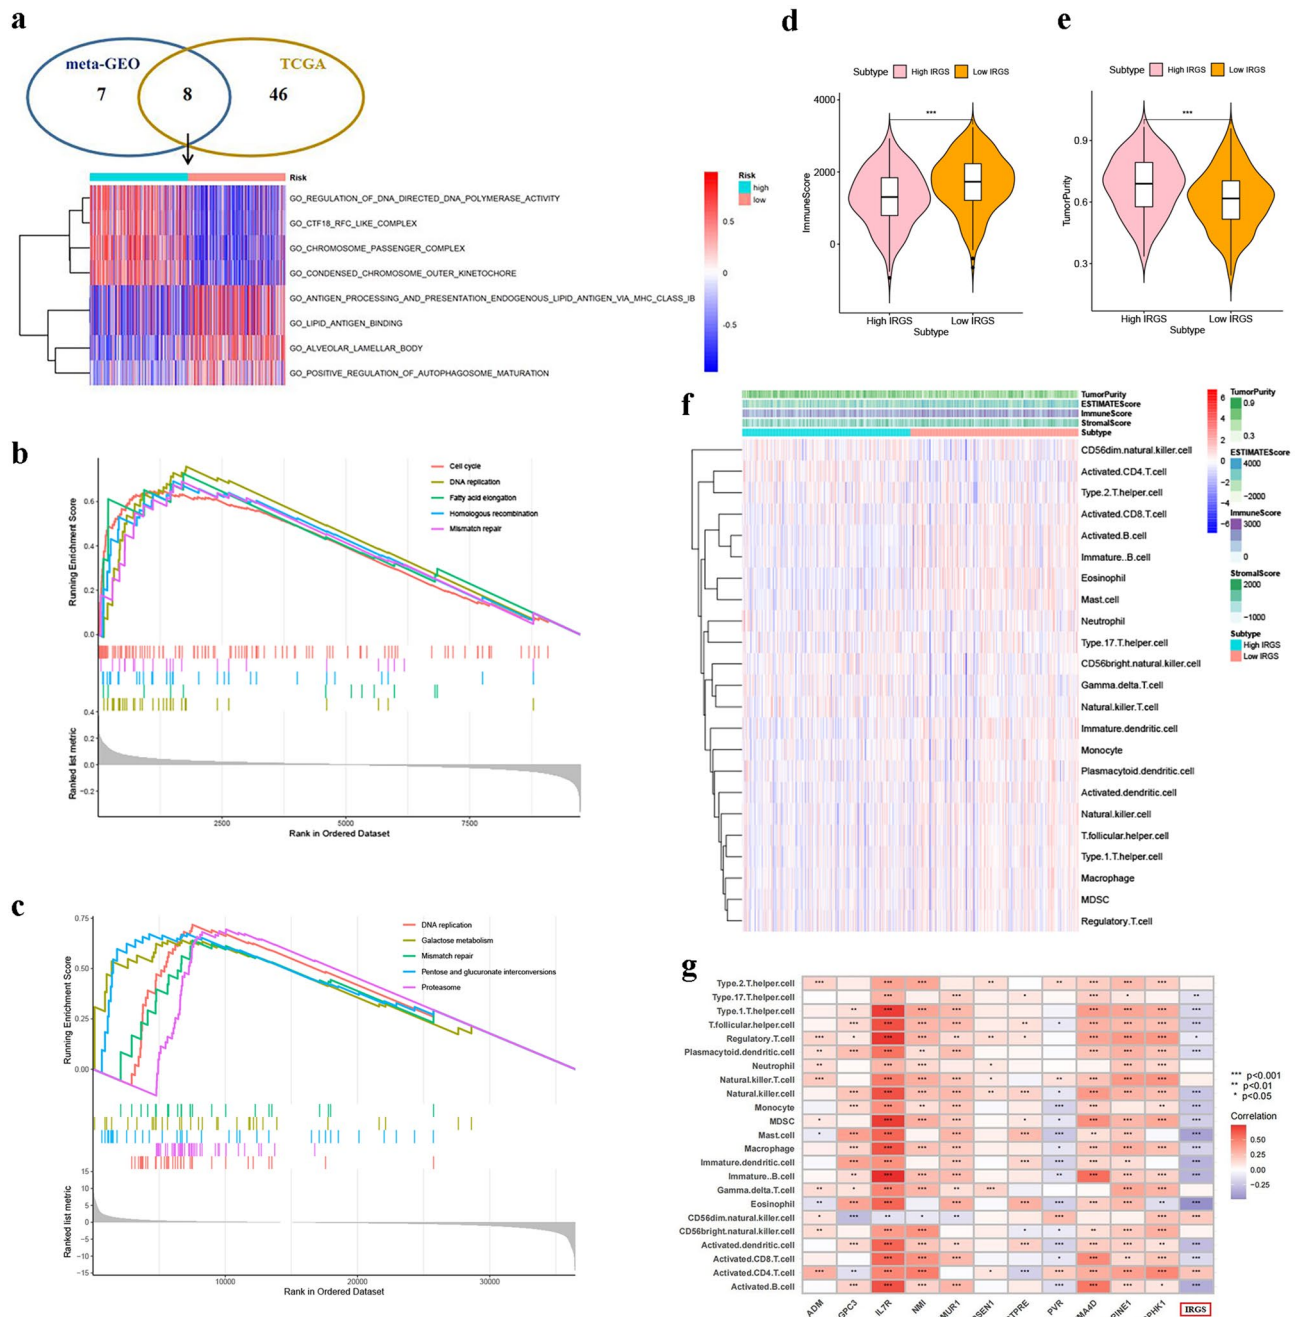 a
meta-GEO
TCGA
7
8
46
Risk
GO_REGULATION_OF_DNA_DIRECTED_DNA_POLYMERASE_ACTIVITY
GO_CTF18_RFC_LIKE_COMPLEX
GO_CHROMOSOME_PASSENGER_COMPLEX
GO_CONDENSED_CHROMOSOME_OUTER_KINETOCHORE
GO_ANTIGEN_PROCESSING_AND_PRESENTATION_ENDOGENOUS_LIPID_ANTIGEN_VIA_MHC_CLASS_IB
GO_LIPID_ANTIGEN_BINDING
GO_ALVEOLAR_LAMELLAR_BODY
GO_POSITIVE_REGULATION_OF_AUTOPHAGOSOME_MATURATION
Risk
high
low
0.5
0
-0.5
b
Running Enrichment Score
0.6
0.4
0.2
0.0
Cell cycle
DNA replication
Fatty acid elongation
Homologous recombination
Mismatch repair
Ranked list metric
0.4
0.2
0.0
−0.2
2500
5000
7500
Rank in Ordered Dataset
c
Running Enrichment Score
0.75
0.50
0.25
0.00
DNA replication
Galactose metabolism
Mismatch repair
Pentose and glucuronate interconversions
Proteasome
Ranked list metric
15
10
5
0
−5
−10
−15
10000
20000
30000
Rank in Ordered Dataset
d
Subtype
High IRGS
Low IRGS
ImmuneScore
4000
2000
0
***
High IRGS
Low IRGS
Subtype
e
Subtype
High IRGS
Low IRGS
TumorPurity
0.9
0.6
0.3
***
High IRGS
Low IRGS
Subtype
f
TumorPurity
ESTIMATEScore
ImmuneScore
StromalScore
Subtype
CD56dim.natural.killer.cell
Activated.CD4.T.cell
Type.2.T.helper.cell
Activated.CD8.T.cell
Activated.B.cell
Immature..B.cell
Eosinophil
Mast.cell
Neutrophil
Type.17.T.helper.cell
CD56bright.natural.killer.cell
Gamma.delta.T.cell
Natural.killer.T.cell
Immature.dendritic.cell
Monocyte
Plasmacytoid.dendritic.cell
Activated.dendritic.cell
Natural.killer.cell
T.follicular.helper.cell
Type.1.T.helper.cell
Macrophage
MDSC
Regulatory.T.cell
6
4
2
0
−2
−4
−6
TumorPurity
0.9
0.3
ESTIMATEScore
4000
−2000
ImmuneScore
3000
0
StromalScore
2000
−1000
Subtype
High IRGS
Low IRGS
g
Type.2.T.helper.cell
Type.17.T.helper.cell
Type.1.T.helper.cell
T.follicular.helper.cell
Regulatory.T.cell
Plasmacytoid.dendritic.cell
Neutrophil
Natural.killer.T.cell
Natural.killer.cell
Monocyte
MDSC
Mast.cell
Macrophage
Immature.dendritic.cell
Immature..B.cell
Gamma.delta.T.cell
Eosinophil
CD56dim.natural.killer.cell
CD56bright.natural.killer.cell
Activated.dendritic.cell
Activated.CD8.T.cell
Activated.CD4.T.cell
Activated.B.cell
ADM
GPC3
IL7R
NMI
MUR1
SEN1
TPRE
PVR
MA4D
PINE1
PHK1
IRGS
*** p<0.001
** p<0.01
* p<0.05
Correlation
0.50
0.25
0.00
−0.25